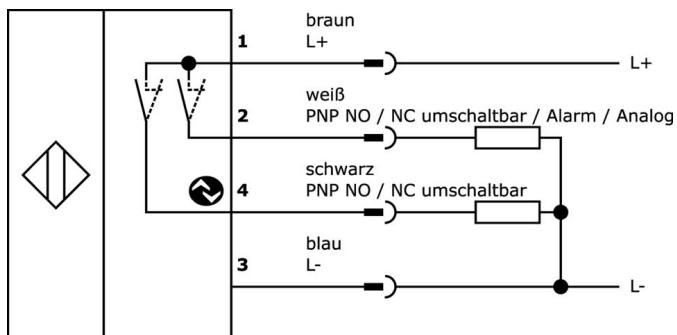 braun
1 L+ L+
weiß
2 PNP NO / NC umschaltbar / Alarm / Analog
schwarz
4 PNP NO / NC umschaltbar
blau
3 L- L-